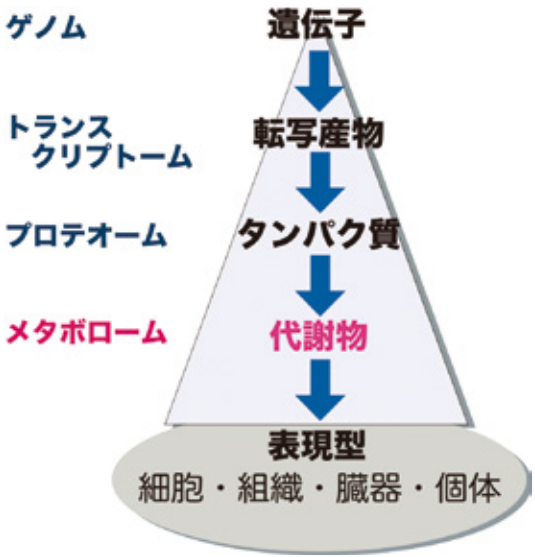 ゲノム
遺伝子
トランス
クリプトーム
転写産物
プロテオーム
タンパク質
メタボローム
代謝物
表現型
細胞・組織・臓器・個体